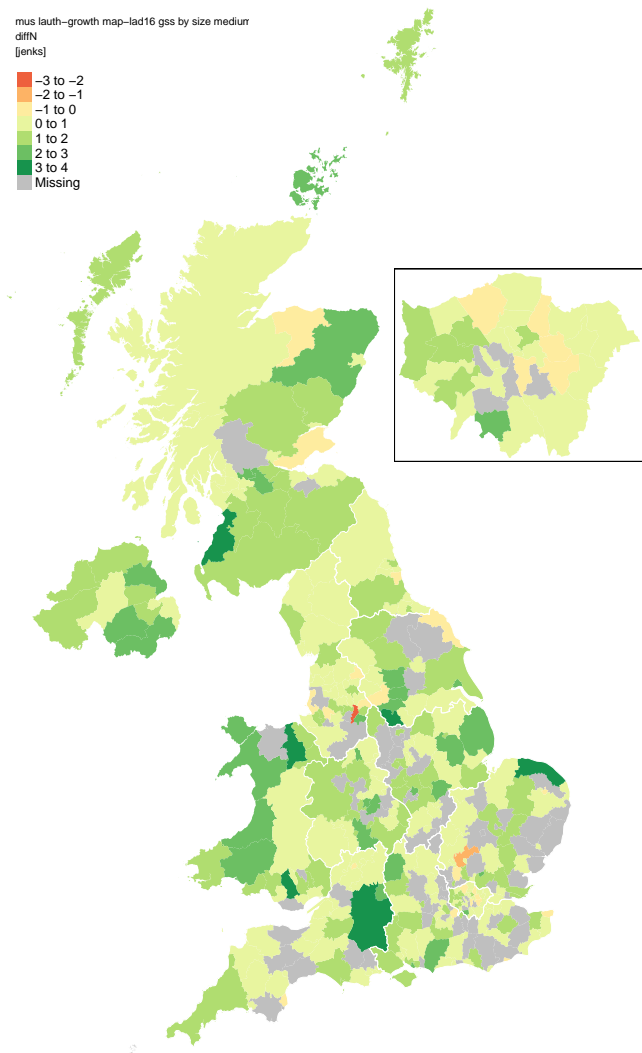 mus lauth−growth map−lad16 gss by size medium
diffN
[jenks]
−3 to −2
−2 to −1
−1 to 0
0 to 1
1 to 2
2 to 3
3 to 4
Missing